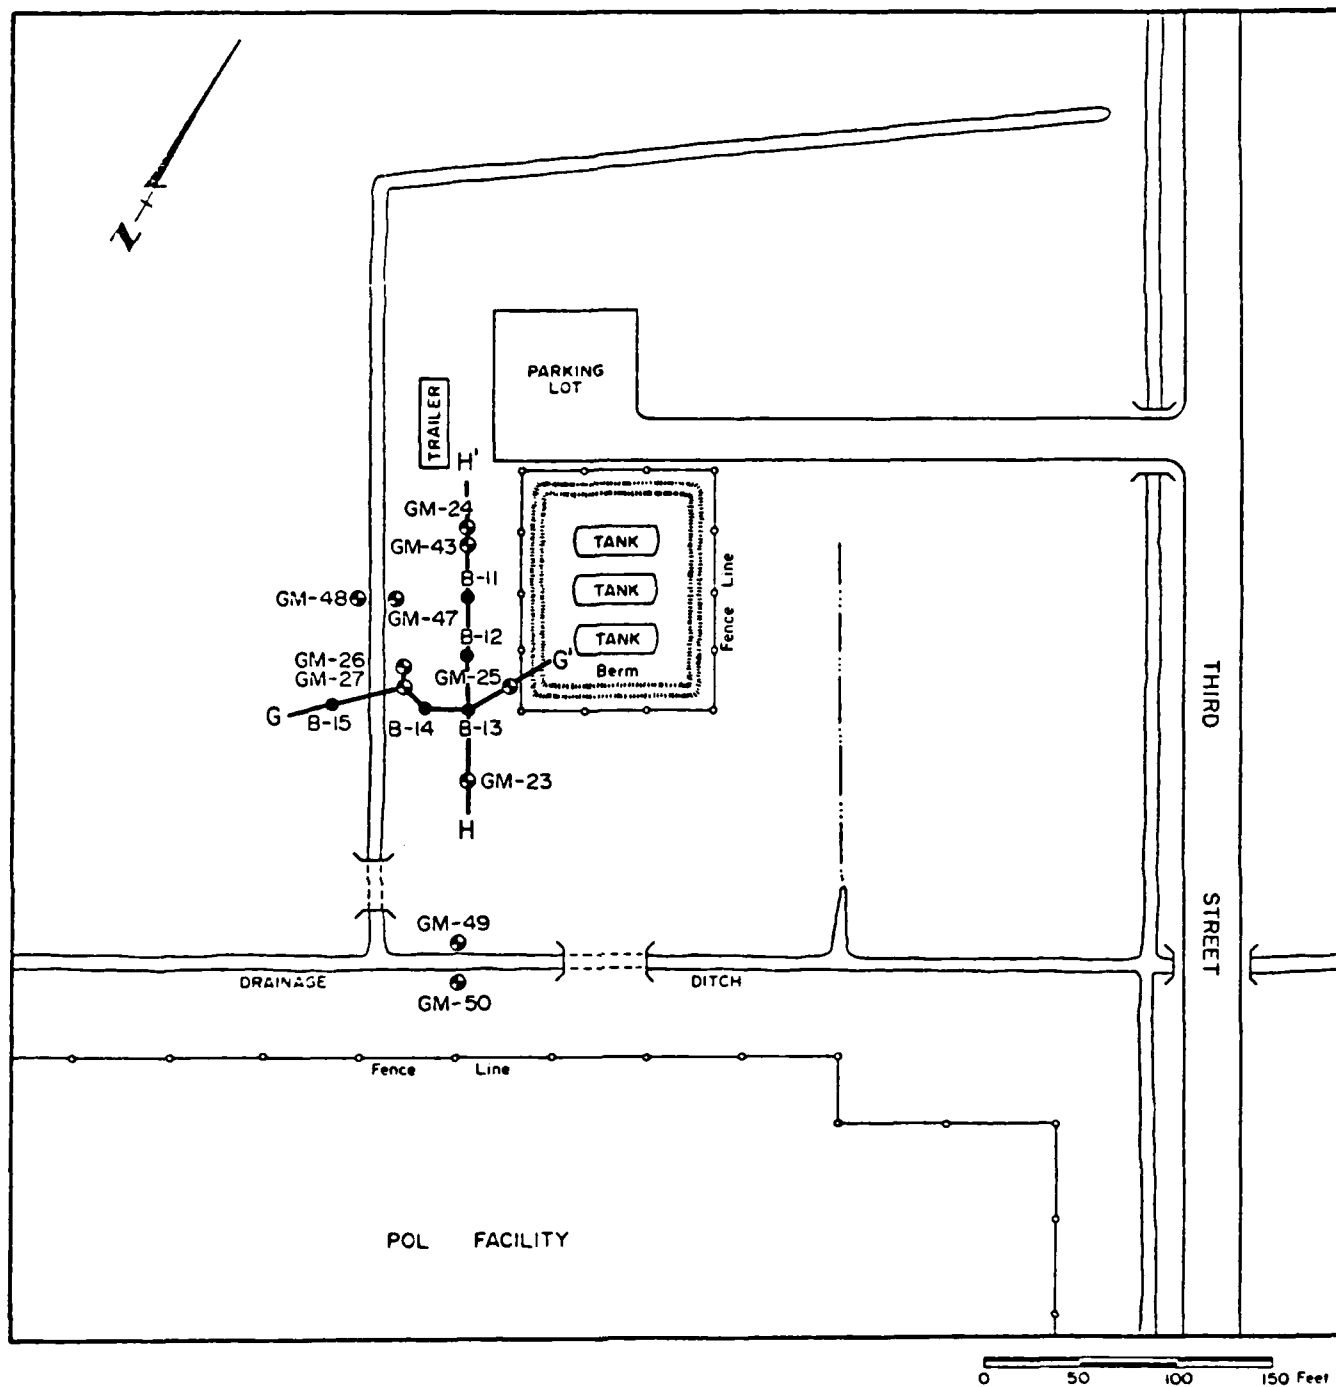 N
PARKING
LOT
TRAILER
H'
GM-24
GM-43
TANK
B-11
TANK
Fence Line
GM-48
GM-47
B-12
TANK
GM-26
G'
GM-25
Berm
GM-27
G
B-15
B-14
B-13
THIRD STREET
GM-23
H
GM-49
DRAINAGE DITCH
GM-50
Fence Line
POL FACILITY
0 50 100 150 Feet